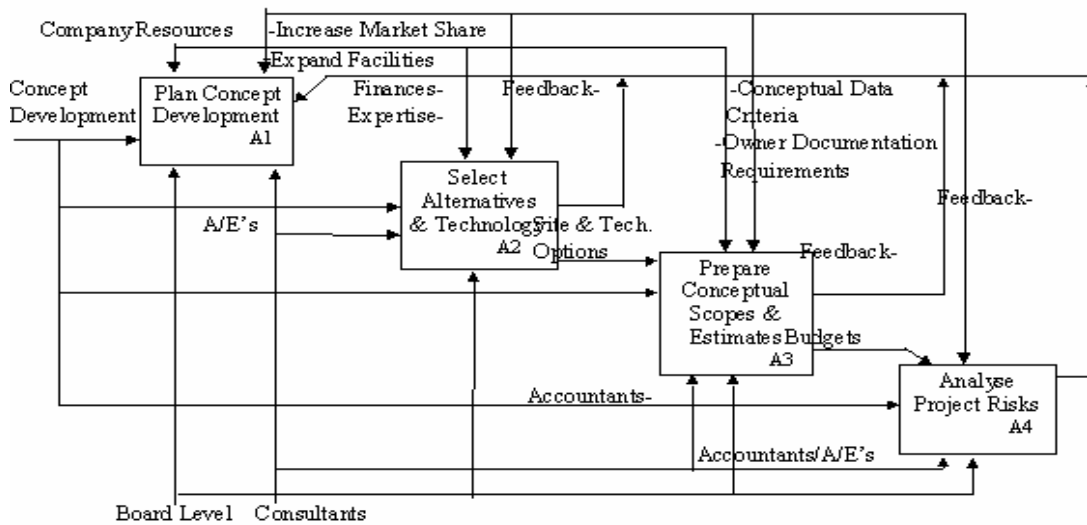 Company Resources
-Increase Market Share
-Expand Facilities
Concept
Development
Plan Concept
Development
A1
Finances-
Expertise-
Feedback-
-Conceptual Data
Criteria
-Owner Documentation
Requirements
Select
Alternatives
& Technology
A2
A/E's
Site & Tech.
Options
Feedback-
Feedback-
Prepare
Conceptual
Scopes &
Estimates
A3
Budgets
Analyse
Project Risks
A4
Accountants-
Accountants/A/E's
Board Level
Consultants